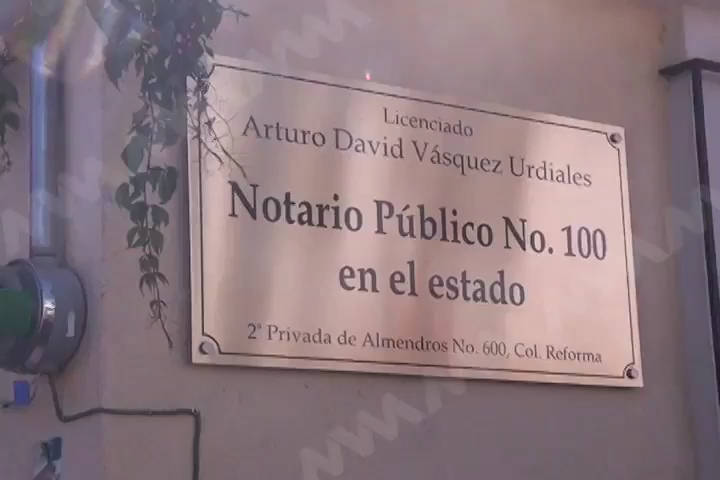 Licenciado
Arturo David Vásquez Urdiales
Notario Público No. 100
en el estado
2ª Privada de Almendros No. 600, Col. Reforma